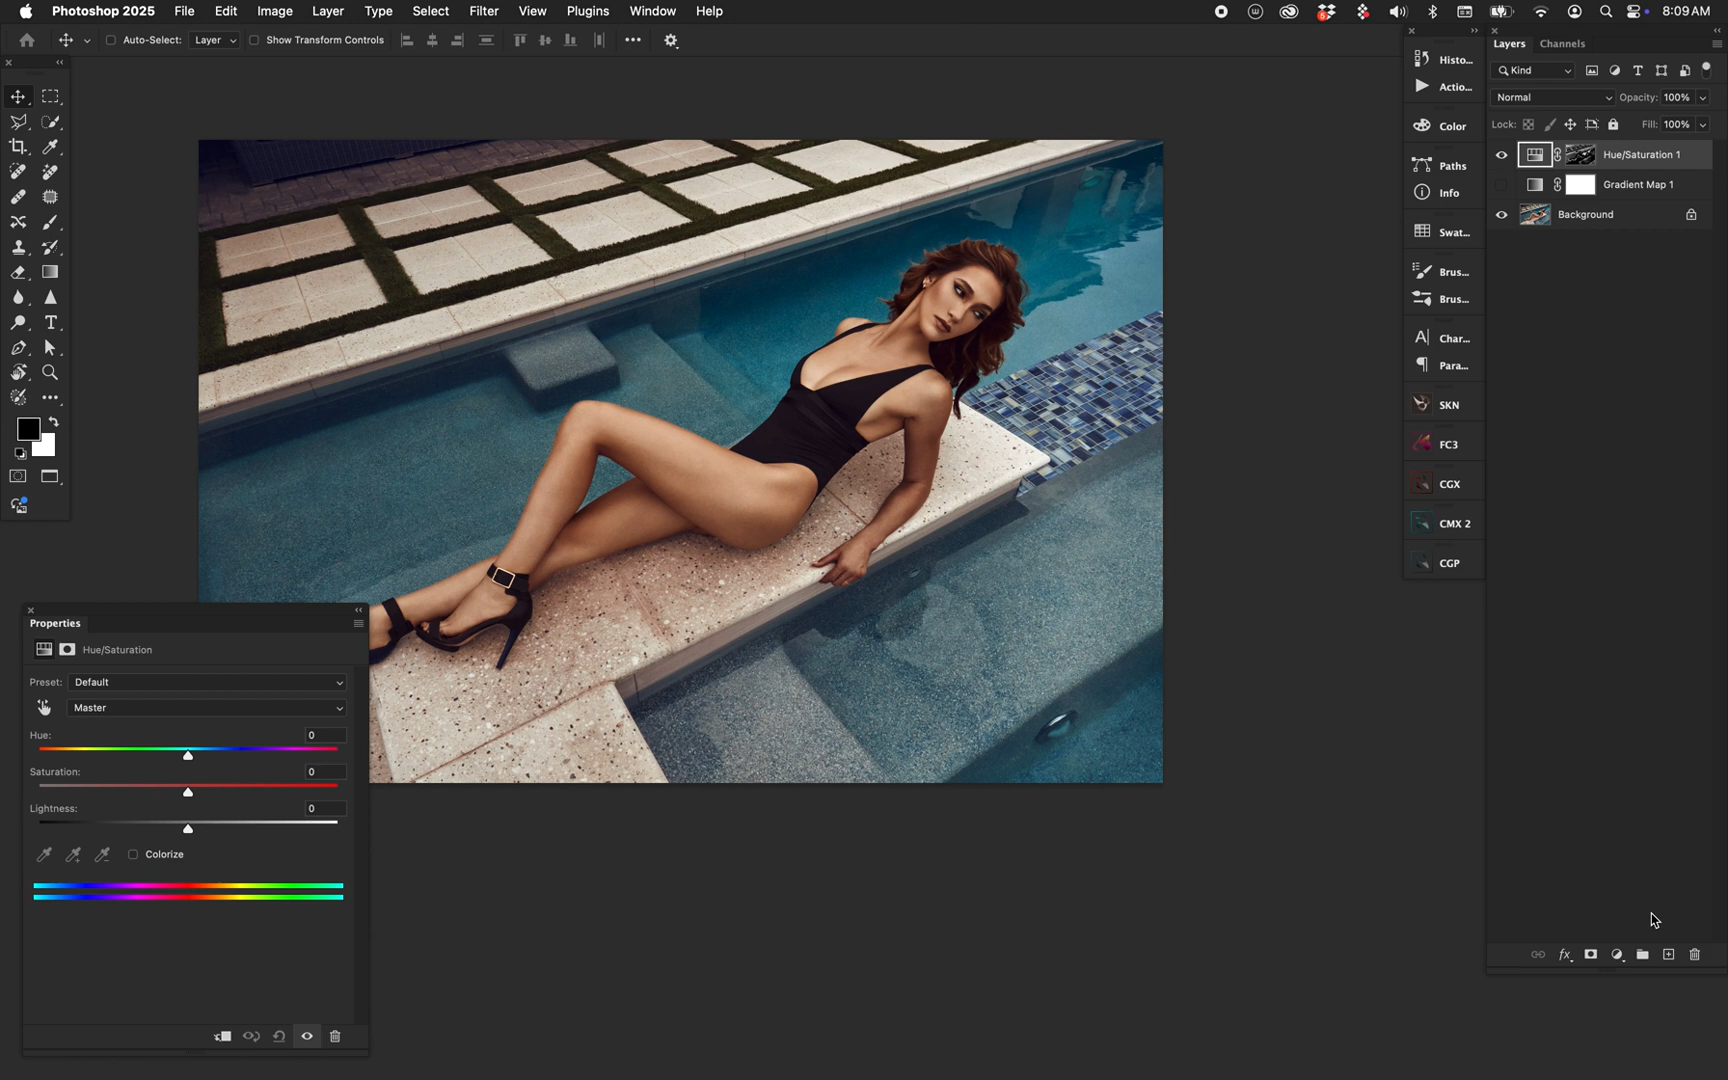 Photoshop 2025 File Edit Image Layer Type Select Filter View Plugins Window Help 8:09 AM
Auto-Select: Layer Show Transform Controls
Histo...
Actio...
Color
Paths
Info
Swat...
Brus...
Brus...
Char...
Para...
SKN
FC3
CGX
CMX 2
CGP
Layers Channels
Kind
Normal Opacity: 100%
Lock: Fill: 100%
Hue/Saturation 1
Gradient Map 1
Background
Properties
Hue/Saturation
Preset: Default
Master
Hue: 0
Saturation: 0
Lightness: 0
Colorize